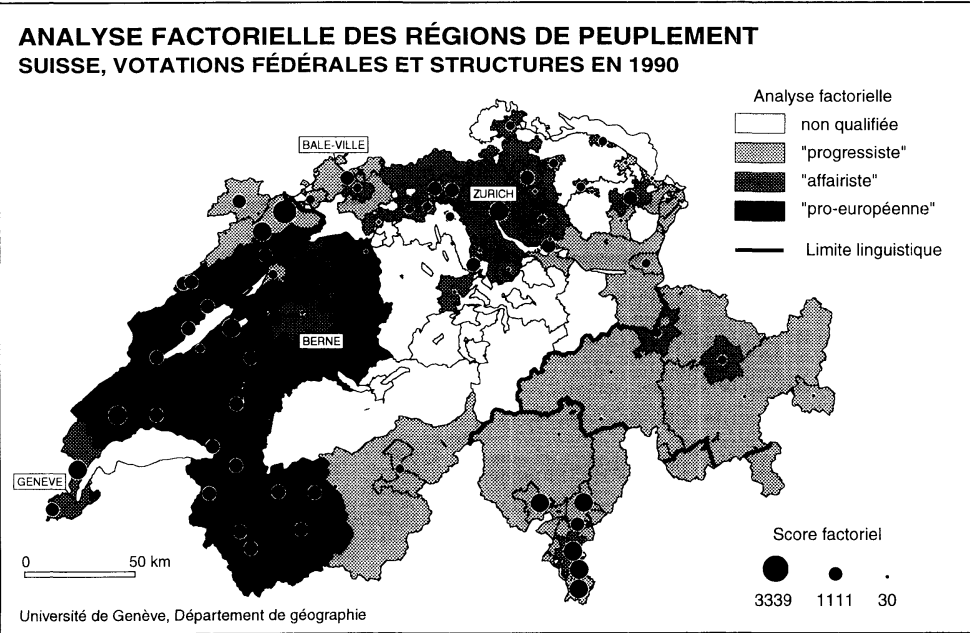 ANALYSE FACTORIELLE DES RÉGIONS DE PEUPLEMENT
SUISSE, VOTATIONS FÉDÉRALES ET STRUCTURES EN 1990
Analyse factorielle
non qualifiée
"progressiste"
"affairiste"
"pro-européenne"
Limite linguistique
BALE-VILLE
ZURICH
BERNE
GENEVE
0 50 km
Score factoriel
3339 1111 30
Université de Genève, Département de géographie